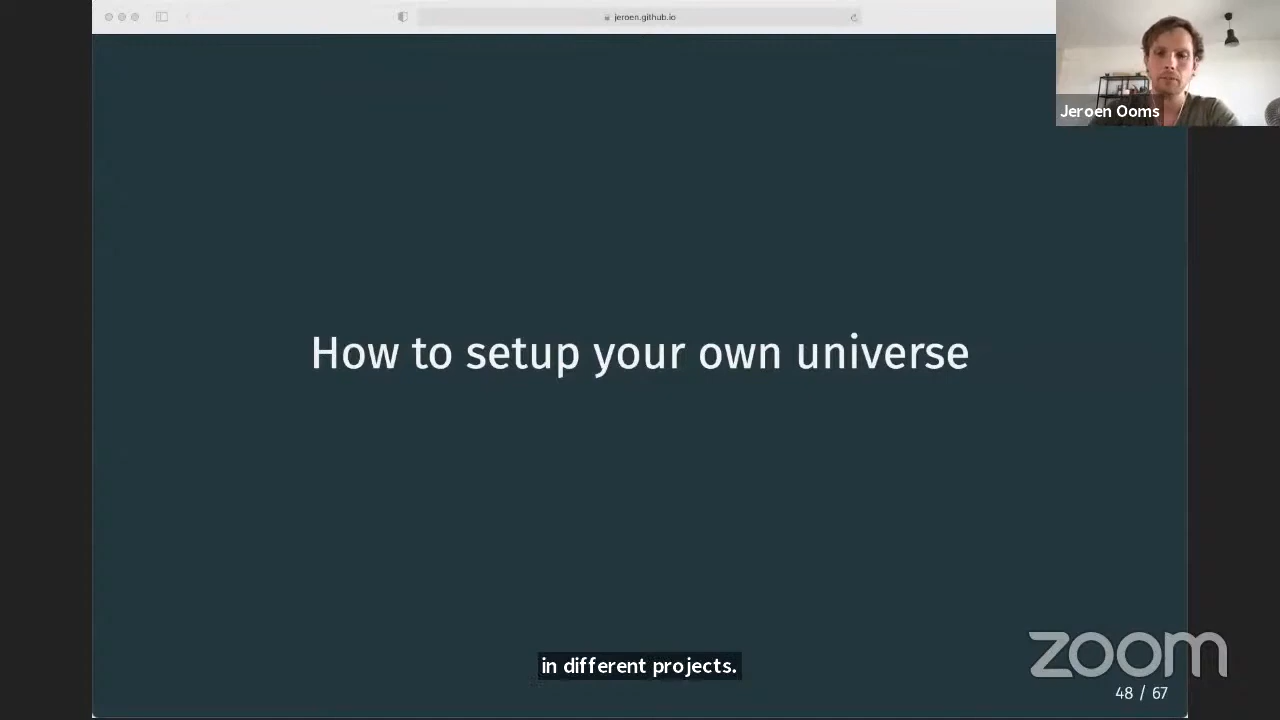 jeroen.github.io
Jeroen Ooms
How to setup your own universe
in different projects.
zoom
48 / 67